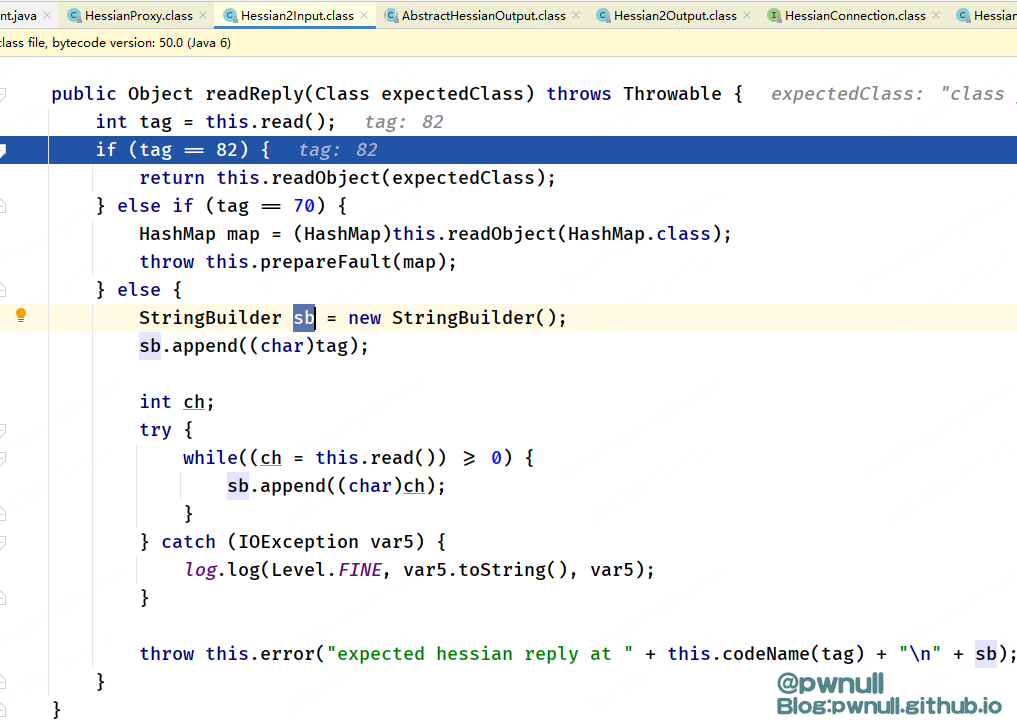 nt.java × HessianProxy.class × Hessian2Input.class × AbstractHessianOutput.class × Hessian2Output.class × HessianConnection.class × Hessian
class file, bytecode version: 50.0 (Java 6)
public Object readReply(Class expectedClass) throws Throwable {   expectedClass: "class
    int tag = this.read();   tag: 82
    if (tag == 82) {   tag: 82
        return this.readObject(expectedClass);
    } else if (tag == 70) {
        HashMap map = (HashMap)this.readObject(HashMap.class);
        throw this.prepareFault(map);
    } else {
        StringBuilder sb = new StringBuilder();
        sb.append((char)tag);
        int ch;
        try {
            while((ch = this.read()) >= 0) {
                sb.append((char)ch);
            }
        } catch (IOException var5) {
            log.log(Level.FINE, var5.toString(), var5);
        }
        throw this.error("expected hessian reply at " + this.codeName(tag) + "\n" + sb);
    }
}
@pwnull
Blog:pwnull.github.io